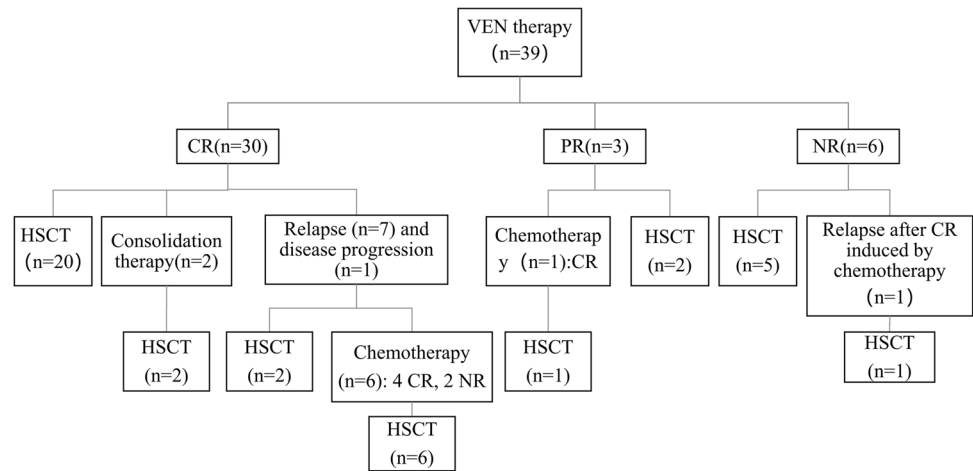 VEN therapy
(n=39)
CR(n=30)
PR(n=3)
NR(n=6)
HSCT
(n=20)
Consolidation
therapy(n=2)
Relapse (n=7) and
disease progression
(n=1)
Chemotherap
y (n=1):CR
HSCT
(n=2)
HSCT
(n=5)
Relapse after CR
induced by
chemotherapy
(n=1)
HSCT
(n=2)
HSCT
(n=2)
Chemotherapy
(n=6): 4 CR, 2 NR
HSCT
(n=1)
HSCT
(n=1)
HSCT
(n=6)